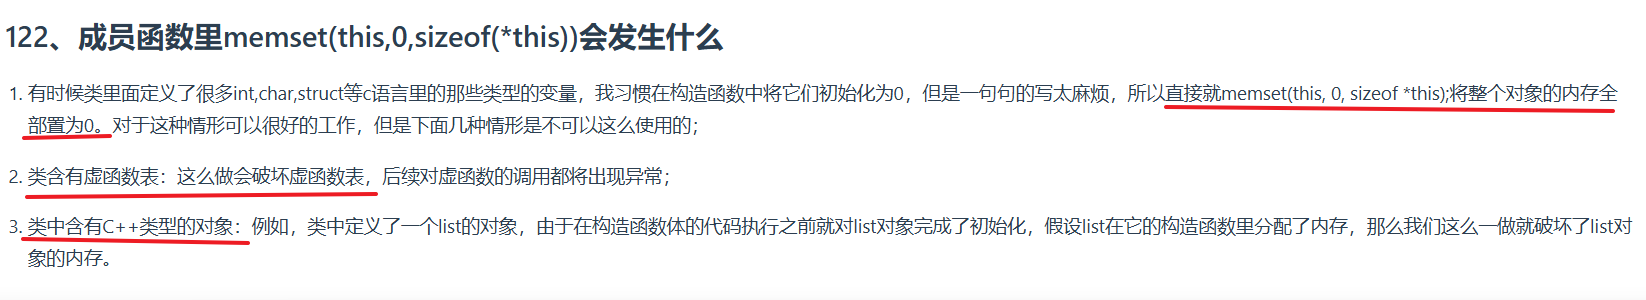 122、成员函数里memset(this,0,sizeof(*this))会发生什么
1. 有时候类里面定义了很多int,char,struct等c语言里的那些类型的变量，我习惯在构造函数中将它们初始化为0，但是一句句的写太麻烦，所以直接就memset(this, 0, sizeof *this);将整个对象的内存全
部置为0。对于这种情形可以很好的工作，但是下面几种情形是不可以这么使用的；
2. 类含有虚函数表：这么做会破坏虚函数表，后续对虚函数的调用都将出现异常；
3. 类中含有C++类型的对象：例如，类中定义了一个list的对象，由于在构造函数体的代码执行之前就对list对象完成了初始化，假设list在它的构造函数里分配了内存，那么我们这么一做就破坏了list对
象的内存。